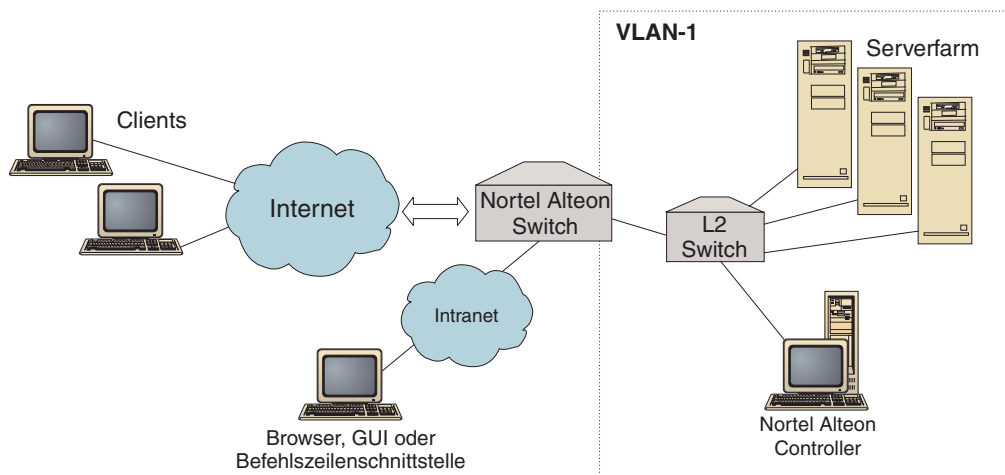 VLAN-1
Serverfarm
Clients
Internet
Nortel Alteon
Switch
L2
Switch
Intranet
Browser, GUI oder
Befehlszeilenschnittstelle
Nortel Alteon
Controller